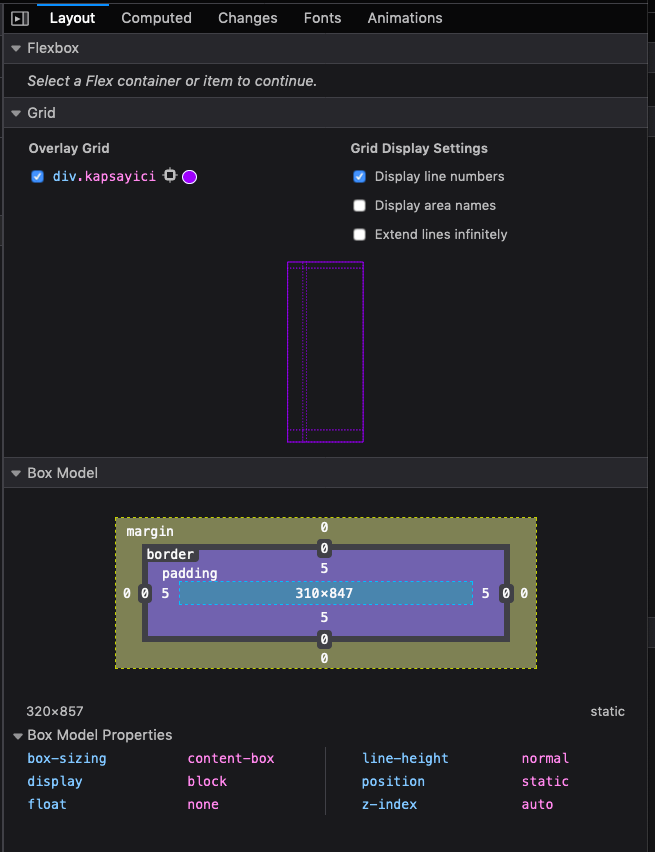 Layout Computed Changes Fonts Animations
Flexbox
Select a Flex container or item to continue.
Grid
Overlay Grid Grid Display Settings
div.kapsayici Display line numbers
Display area names
Extend lines infinitely
Box Model
margin 0
border 0
padding 5
0 0 5 310×847 5 0 0
5
0
0
320×857 static
Box Model Properties
box-sizing content-box line-height normal
display block position static
float none z-index auto